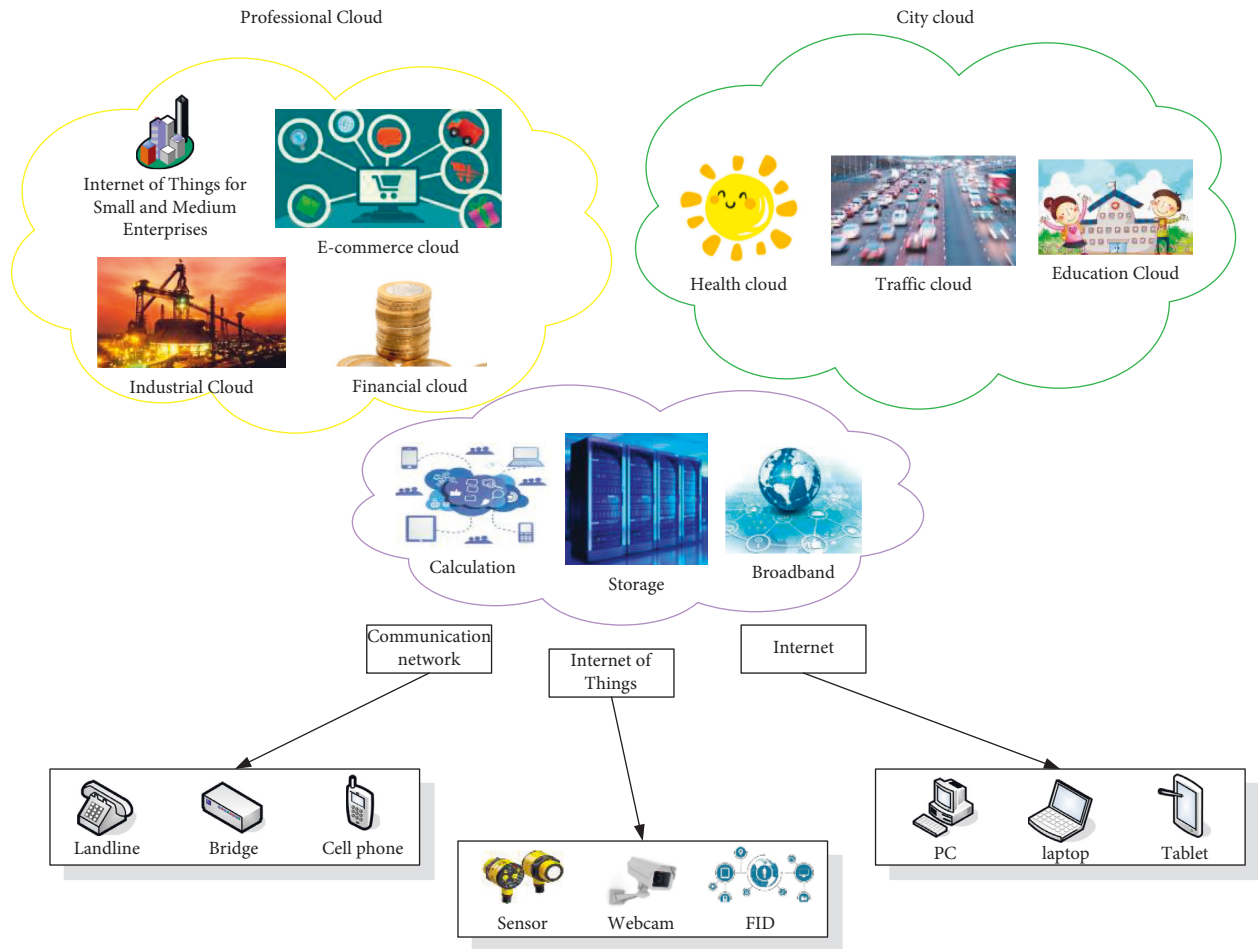 Professional Cloud
City cloud
Internet of Things for
Small and Medium
Enterprises
E-commerce cloud
Industrial Cloud
Financial cloud
Health cloud
Traffic cloud
Education Cloud
Calculation
Storage
Broadband
Communication
network
Internet of
Things
Internet
Landline
Bridge
Cell phone
Sensor
Webcam
FID
PC
laptop
Tablet